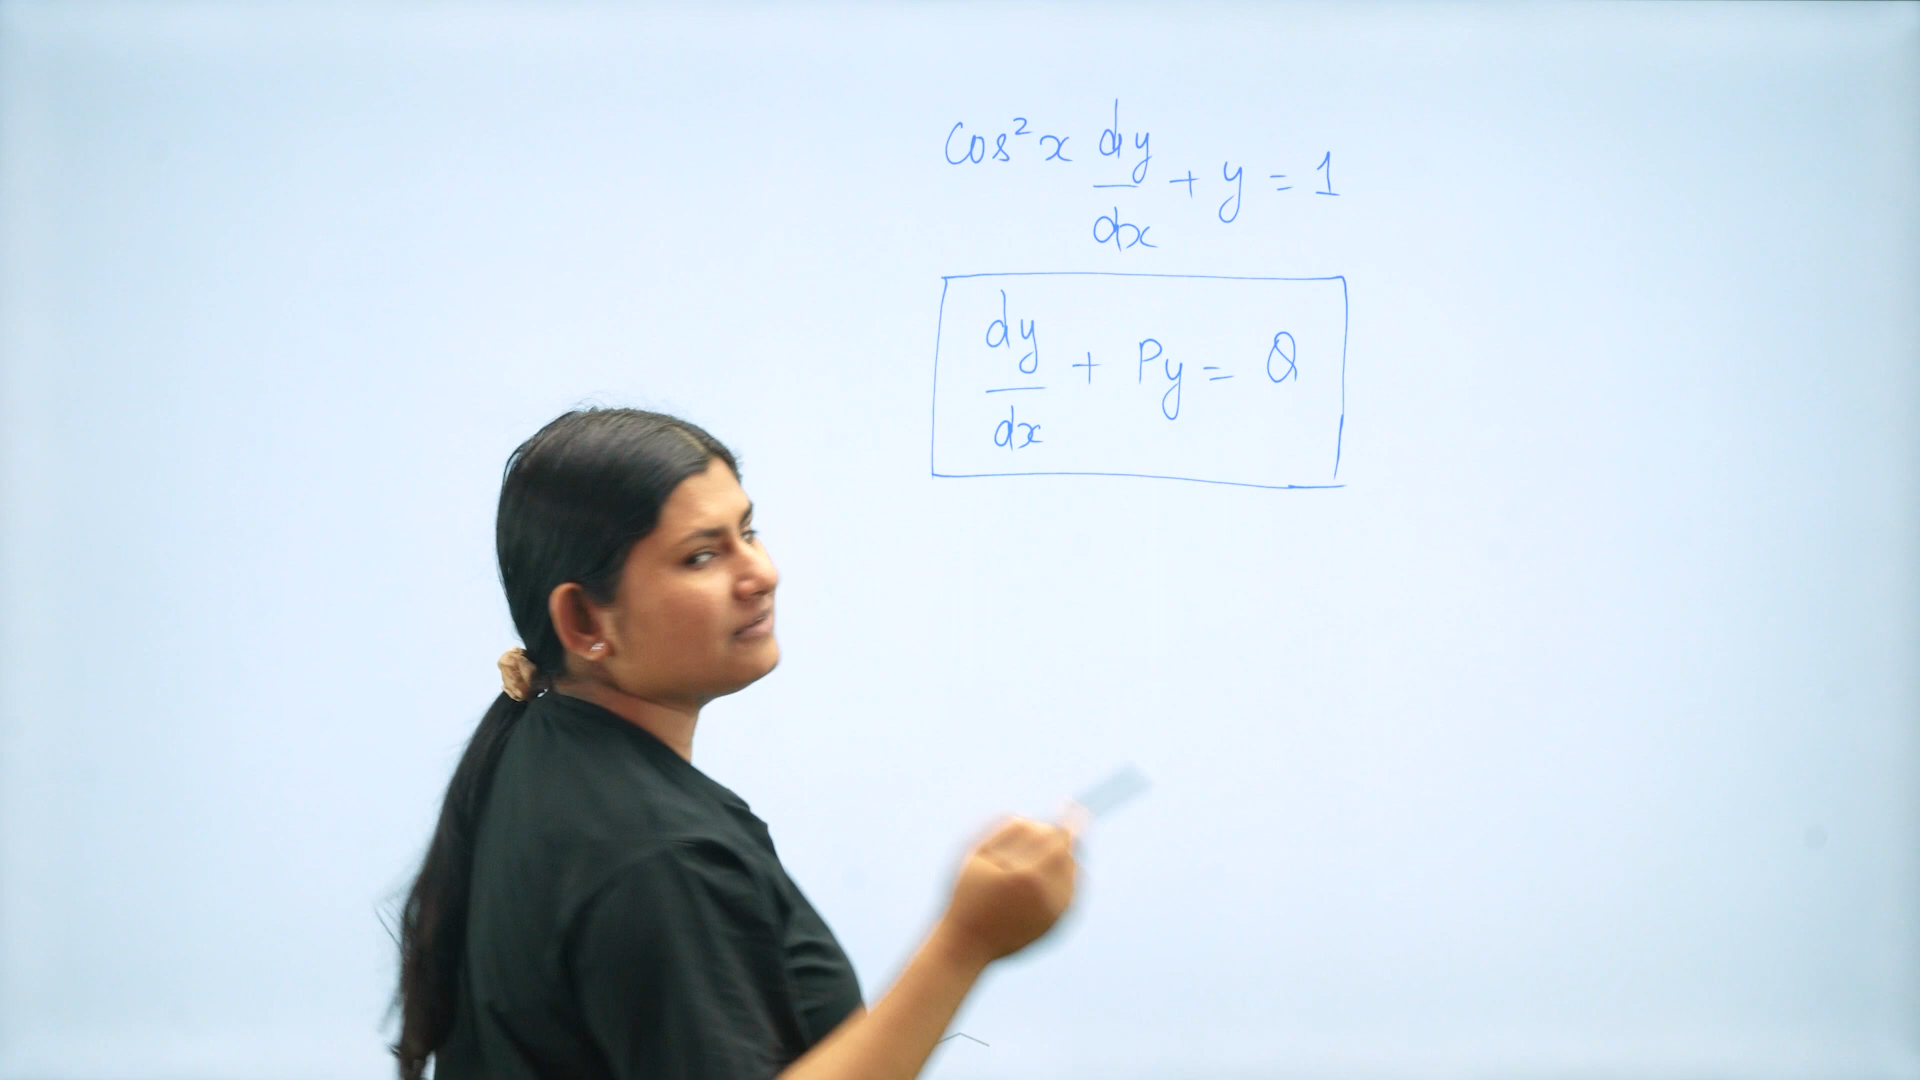 cos²x dy/dx + y = 1
dy/dx + Py = Q